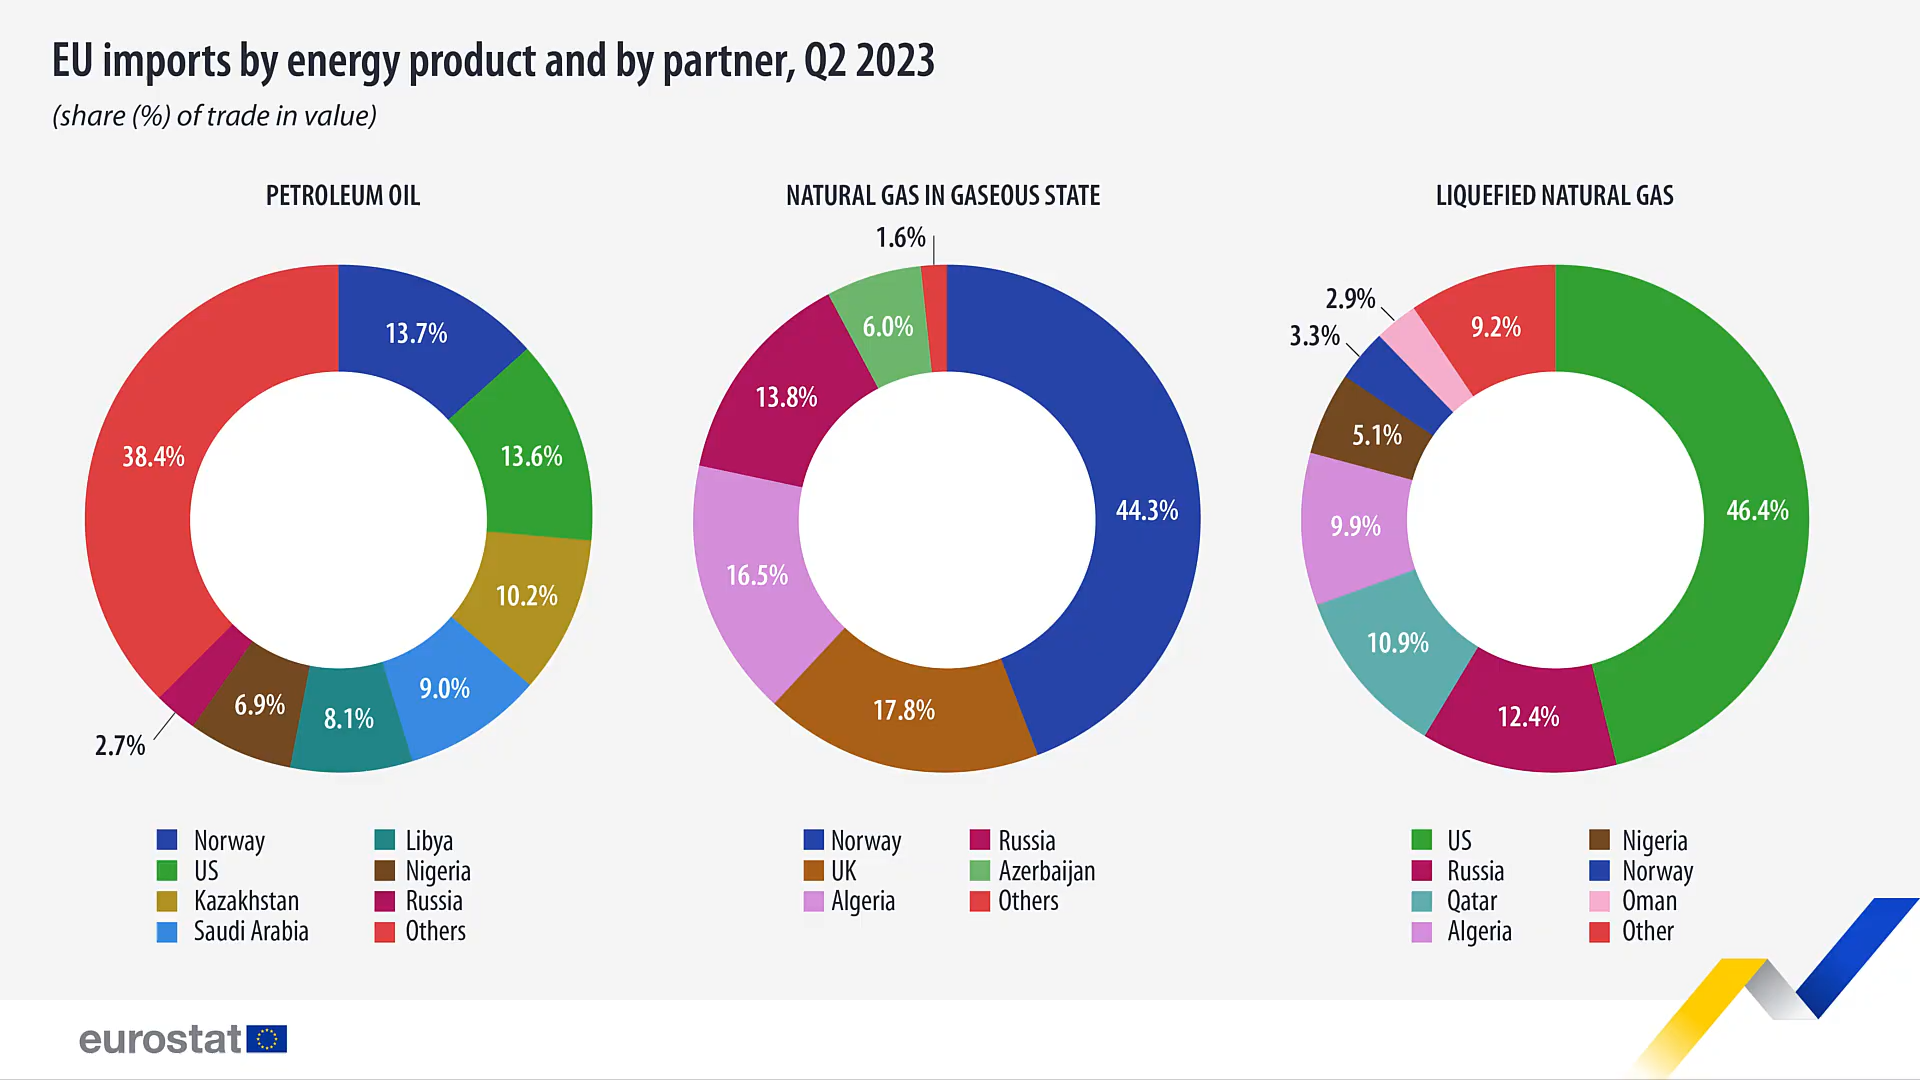 EU imports by energy product and by partner, Q2 2023
(share (%) of trade in value)
PETROLEUM OIL
13.7%
13.6%
10.2%
9.0%
8.1%
6.9%
2.7%
38.4%
Norway
US
Kazakhstan
Saudi Arabia
Libya
Nigeria
Russia
Others
NATURAL GAS IN GASEOUS STATE
44.3%
17.8%
16.5%
13.8%
6.0%
1.6%
Norway
UK
Algeria
Russia
Azerbaijan
Others
LIQUEFIED NATURAL GAS
46.4%
12.4%
10.9%
9.9%
5.1%
3.3%
2.9%
9.2%
US
Russia
Qatar
Algeria
Nigeria
Norway
Oman
Other
eurostat